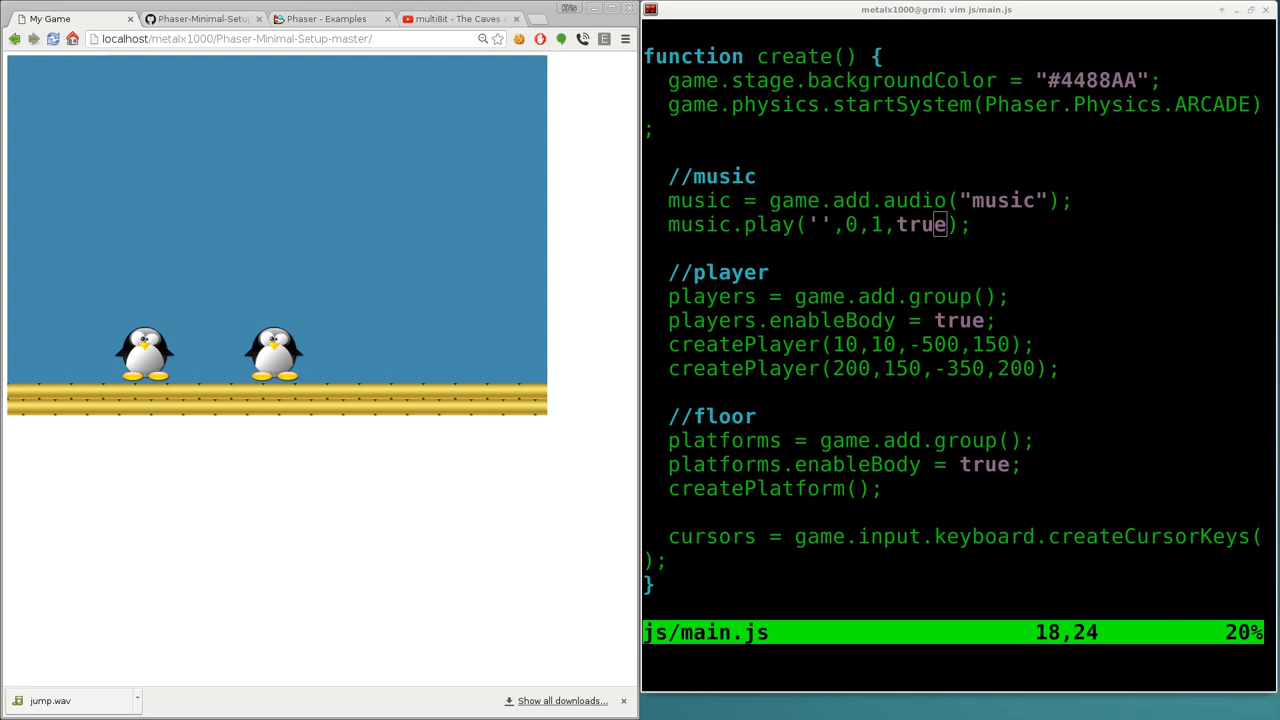 My Game
Phaser-Minimal-Setup
Phaser - Examples
multi8it - The Caves
Kris
localhost/metalx1000/Phaser-Minimal-Setup-master/
E
jump.wav
Show all downloads...
metalx1000@grml: vim js/main.js
function create() {
game.stage.backgroundColor = "#4488AA";
game.physics.startSystem(Phaser.Physics.ARCADE)
;
//music
music = game.add.audio("music");
music.play('',0,1,true);
//player
players = game.add.group();
players.enableBody = true;
createPlayer(10,10,-500,150);
createPlayer(200,150,-350,200);
//floor
platforms = game.add.group();
platforms.enableBody = true;
createPlatform();
cursors = game.input.keyboard.createCursorKeys(
);
}
js/main.js 18,24 20%